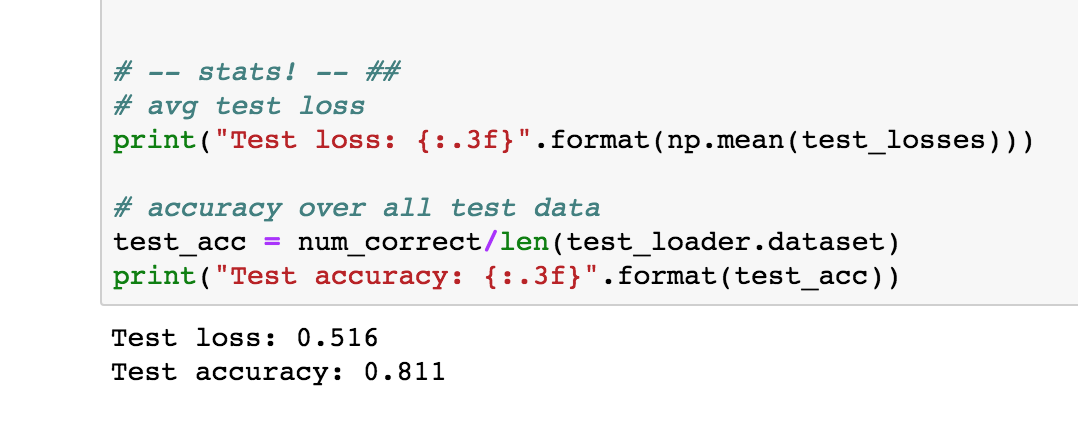 # -- stats! -- ##
# avg test loss
print("Test loss: {:.3f}".format(np.mean(test_losses)))
# accuracy over all test data
test_acc = num_correct/len(test_loader.dataset)
print("Test accuracy: {:.3f}".format(test_acc))
Test loss: 0.516
Test accuracy: 0.811